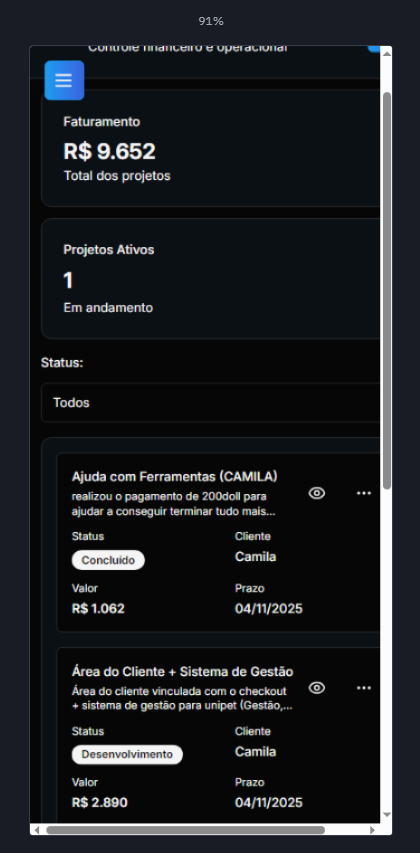 91%
Controle financeiro e operacional
Faturamento
R$ 9.652
Total dos projetos
Projetos Ativos
1
Em andamento
Status:
Todos
Ajuda com Ferramentas (CAMILA)
realizou o pagamento de 200doll para
ajudar a conseguir terminar tudo mais...
Status
Cliente
Concluído
Camila
Valor
Prazo
R$ 1.062
04/11/2025
Área do Cliente + Sistema de Gestão
Área do cliente vinculada com o checkout
+ sistema de gestão para unipet (Gestão,...
Status
Cliente
Desenvolvimento
Camila
Valor
Prazo
R$ 2.890
04/11/2025